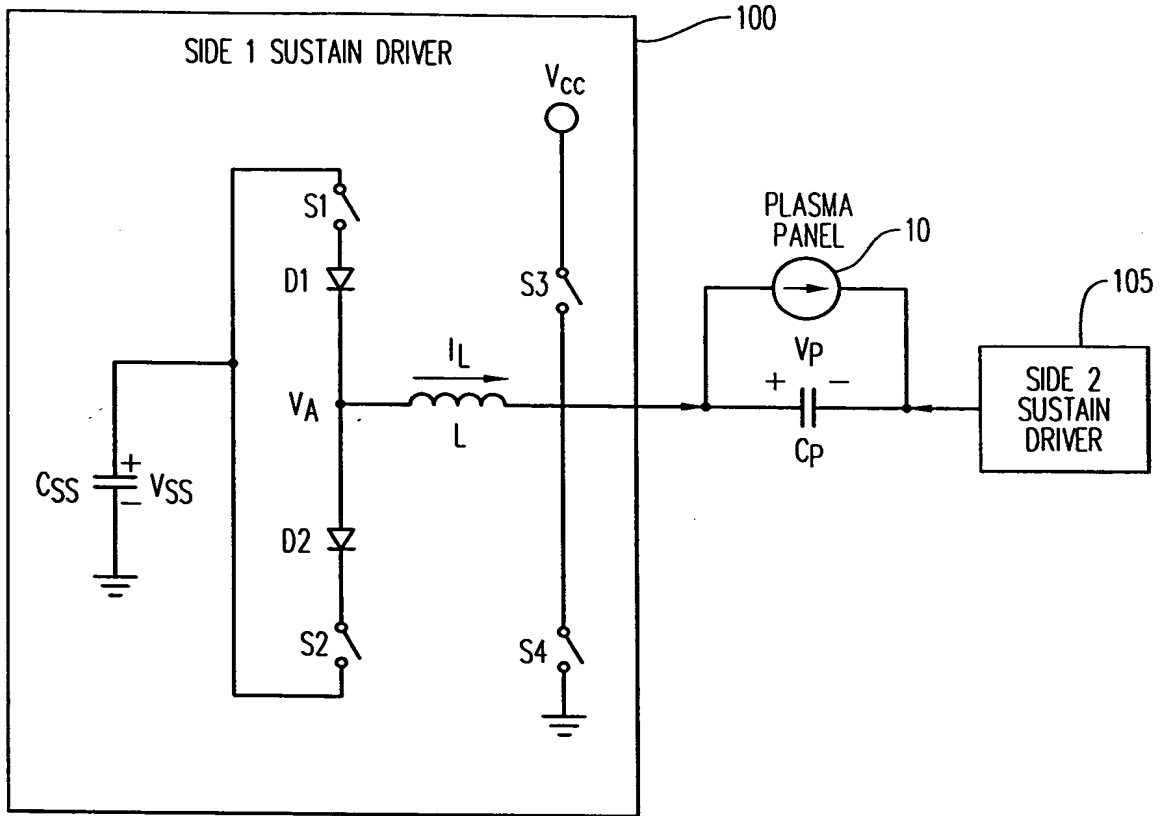 SIDE 1 SUSTAIN DRIVER
100
VCC
S1
D1
S3
PLASMA
PANEL
10
105
IL
VA
L
VP
+ -
CP
SIDE 2
SUSTAIN
DRIVER
CSS
+
-
VSS
D2
S2
S4